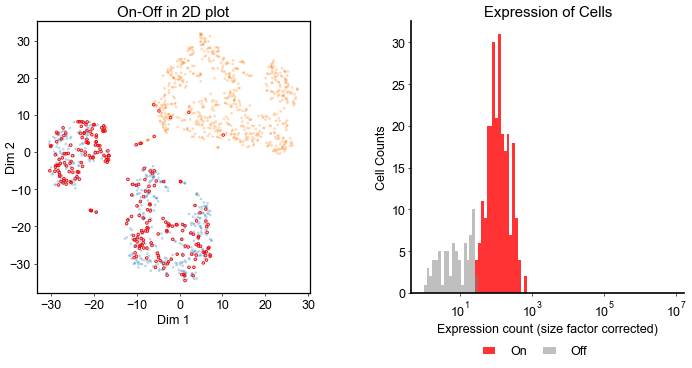 On-Off in 2D plot
Expression of Cells
30
20
10
0
−10
−20
−30
Dim 2
−30 −20 −10 0 10 20 30
Dim 1
30
25
20
15
10
5
0
Cell Counts
10^1 10^3 10^5 10^7
Expression count (size factor corrected)
On Off